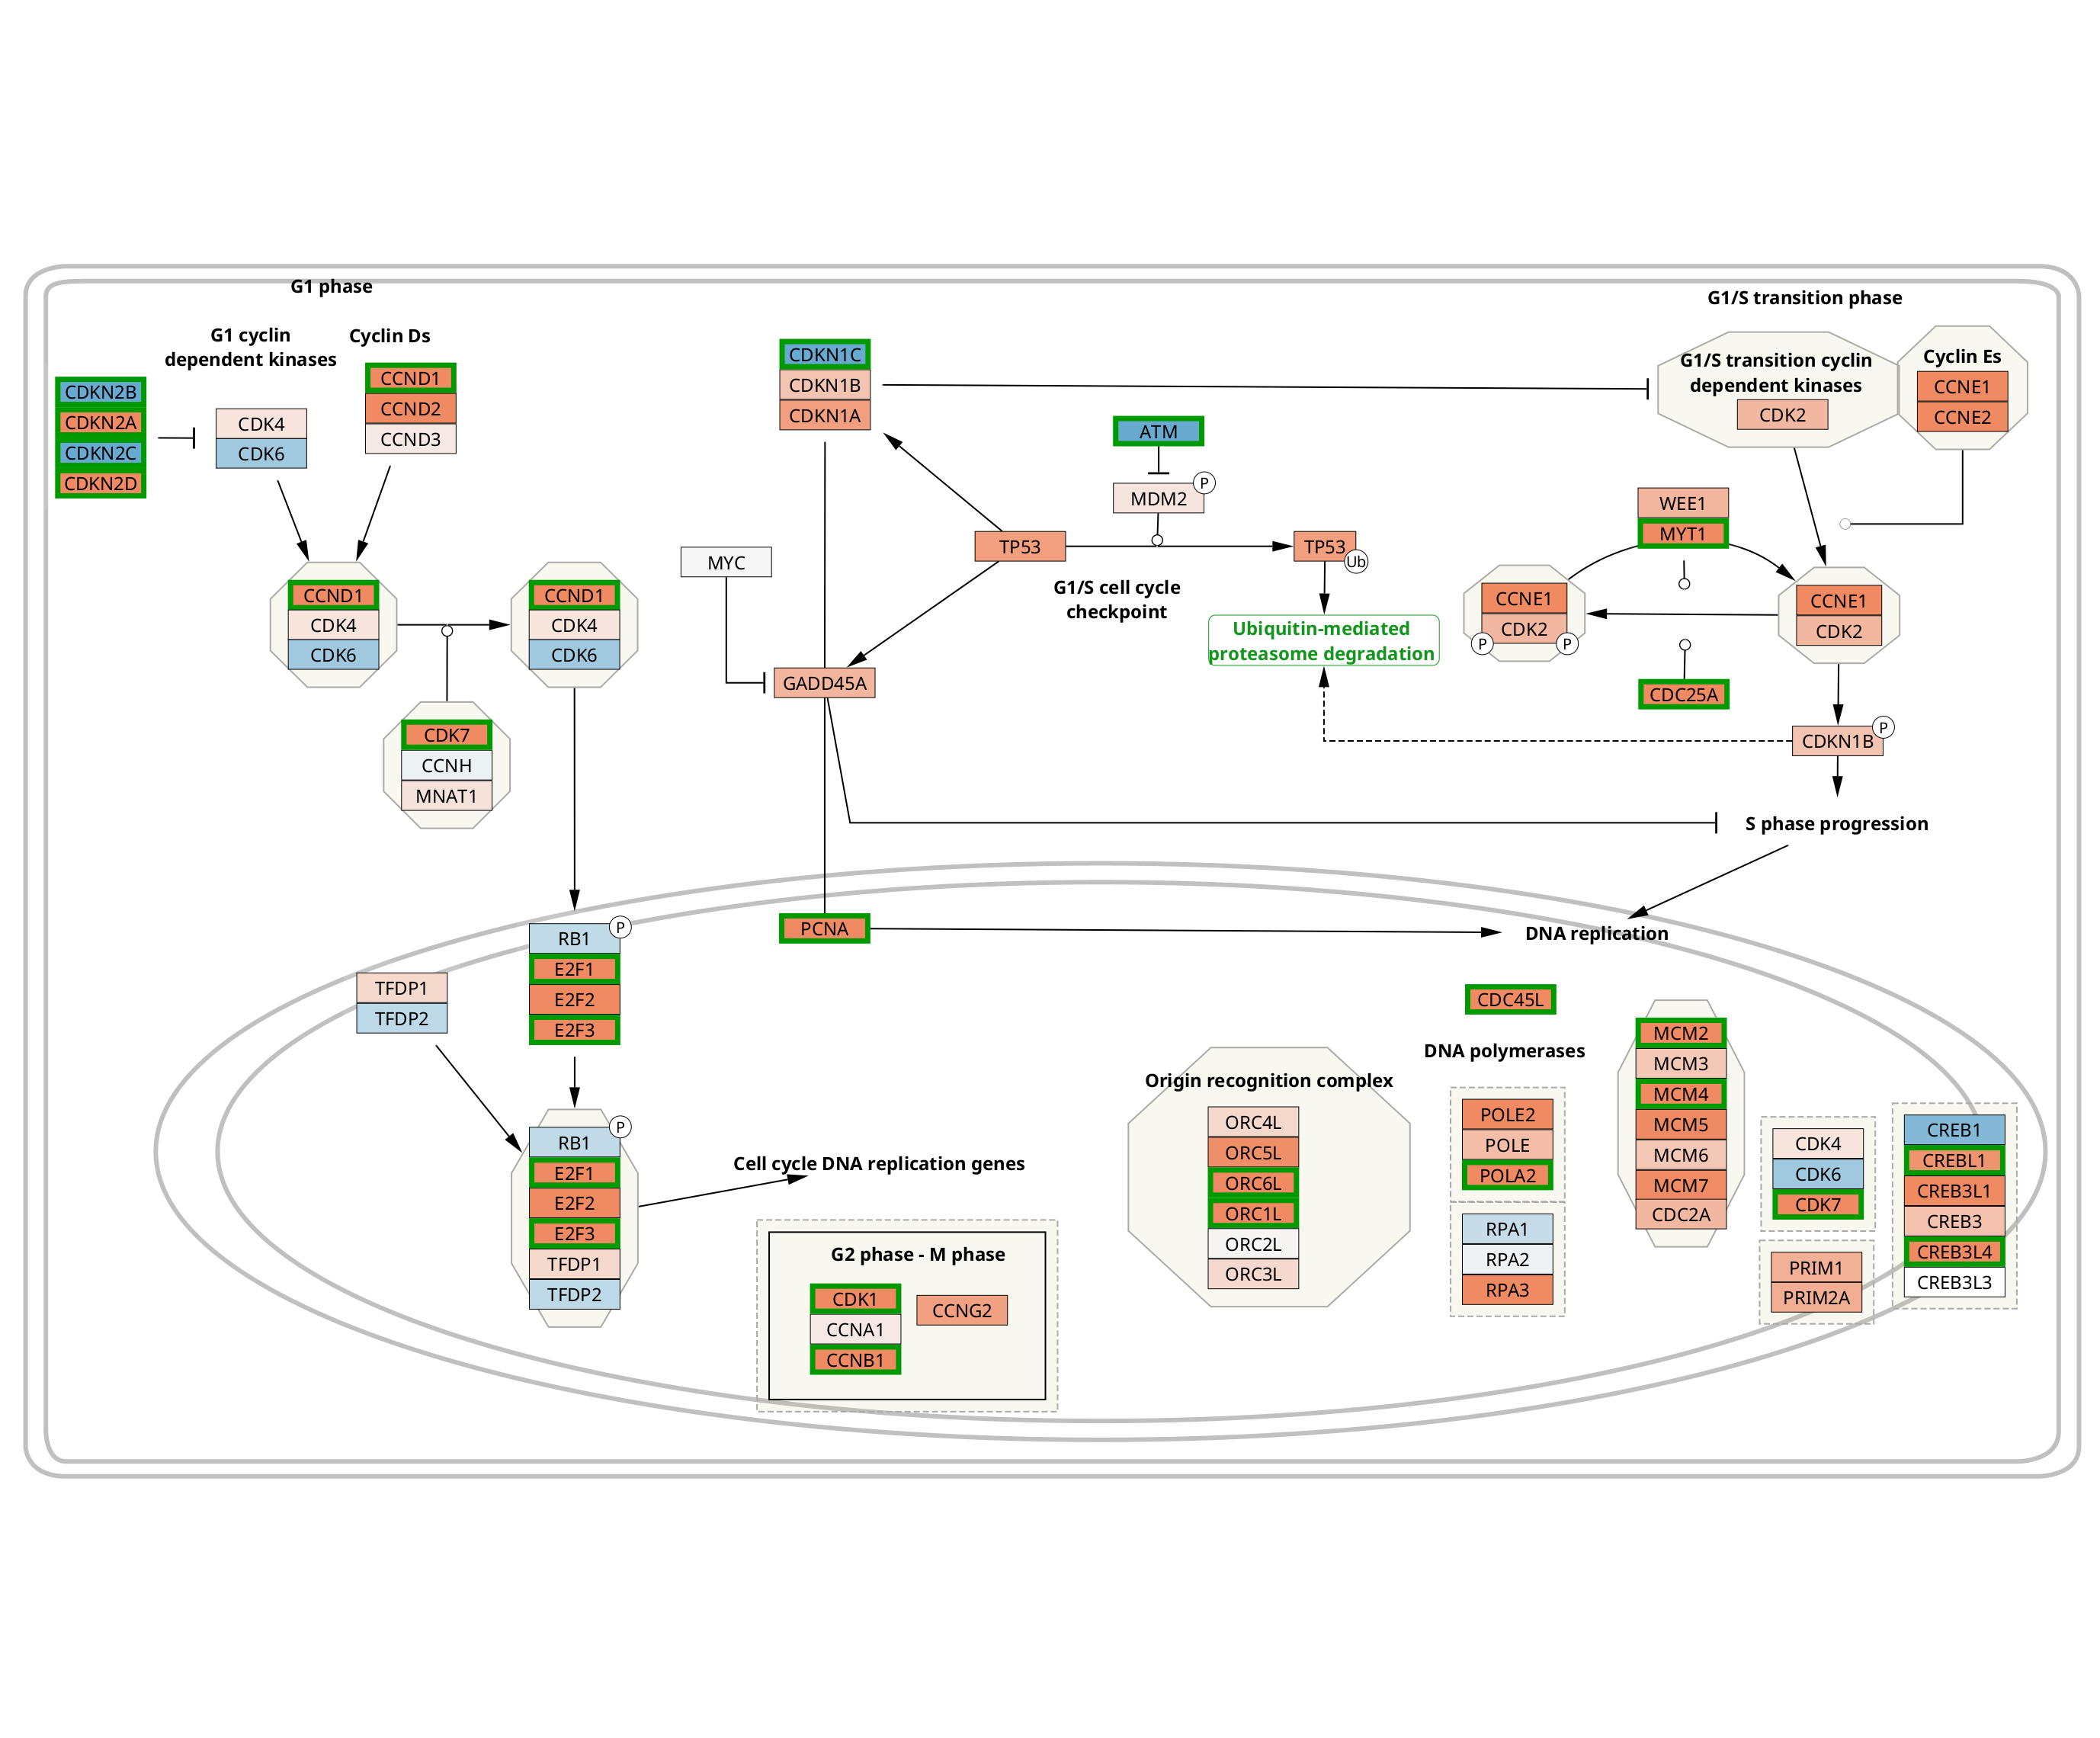 G1 phase
G1 cyclin
dependent kinases
Cyclin Ds
CDKN2B
CDKN2A
CDKN2C
CDKN2D
CDK4
CDK6
CCND1
CCND2
CCND3
CCND1
CDK4
CDK6
CCND1
CDK4
CDK6
CDK7
CCNH
MNAT1
MYC
CDKN1C
CDKN1B
CDKN1A
GADD45A
TP53
ATM
MDM2
P
TP53
Ub
G1/S cell cycle
checkpoint
Ubiquitin-mediated
proteasome degradation
G1/S transition phase
G1/S transition cyclin
dependent kinases
CDK2
Cyclin Es
CCNE1
CCNE2
WEE1
MYT1
CCNE1
CDK2
P
P
CCNE1
CDK2
CDC25A
CDKN1B
P
S phase progression
PCNA
DNA replication
RB1
P
E2F1
E2F2
E2F3
TFDP1
TFDP2
RB1
P
E2F1
E2F2
E2F3
TFDP1
TFDP2
Cell cycle DNA replication genes
G2 phase - M phase
CDK1
CCNA1
CCNB1
CCNG2
Origin recognition complex
ORC4L
ORC5L
ORC6L
ORC1L
ORC2L
ORC3L
CDC45L
DNA polymerases
POLE2
POLE
POLA2
RPA1
RPA2
RPA3
MCM2
MCM3
MCM4
MCM5
MCM6
MCM7
CDC2A
CDK4
CDK6
CDK7
PRIM1
PRIM2A
CREB1
CREBL1
CREB3L1
CREB3
CREB3L4
CREB3L3